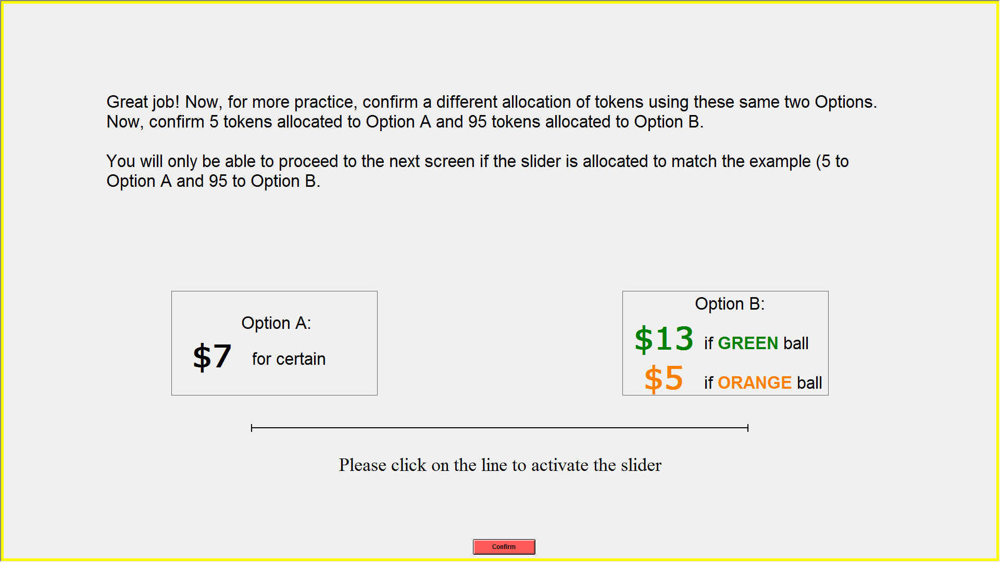 Great job! Now, for more practice, confirm a different allocation of tokens using these same two Options.
Now, confirm 5 tokens allocated to Option A and 95 tokens allocated to Option B.
You will only be able to proceed to the next screen if the slider is allocated to match the example (5 to
Option A and 95 to Option B.
Option A:
$7 for certain
Option B:
$13 if GREEN ball
$5 if ORANGE ball
Please click on the line to activate the slider
Confirm